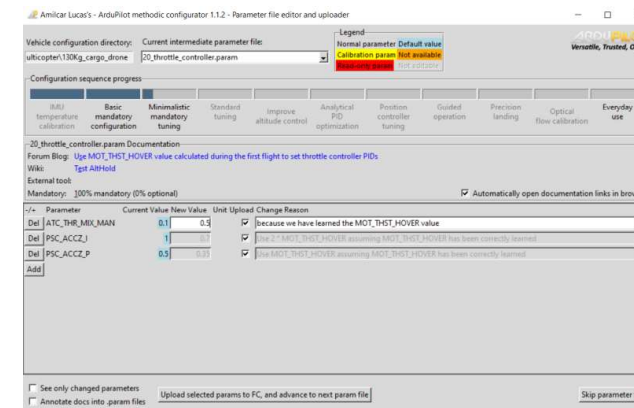 Amilcar Lucas's - ArduPilot methodic configurator 1.1.2 - Parameter file editor and uploader
Legend
Vehicle configuration directory: Current intermediate parameter file:
Normal parameter Default value
Calibration param Not available
Read-only param Not editable
ARDUPIL
Versatile, Trusted, O
ulticopter\130Kg_cargo_drone 20_throttle_controller.param
Configuration sequence progress
IMU temperature calibration
Basic mandatory configuration
Minimalistic mandatory tuning
Standard tuning
Improve altitude control
Analytical PID optimization
Position controller tuning
Guided operation
Precision landing
Optical flow calibration
Everyday use
20_throttle_controller.param Documentation
Forum Blog: Use MOT_THST_HOVER value calculated during the first flight to set throttle controller PIDs
Wiki: Test AltHold
External tool:
Mandatory: 100% mandatory (0% optional) Automatically open documentation links in brow
-/+ Parameter Current Value New Value Unit Upload Change Reason
Del ATC_THR_MIX_MAN 0.1 0.5 because we have learned the MOT_THST_HOVER value
Del PSC_ACCZ_I 1 0.7 Use 2 * MOT_THST_HOVER assuming MOT_THST_HOVER has been correctly learned
Del PSC_ACCZ_P 0.5 0.35 Use MOT_THST_HOVER assuming MOT_THST_HOVER has been correctly learned
Add
See only changed parameters
Annotate docs into .param files
Upload selected params to FC, and advance to next param file
Skip parameter